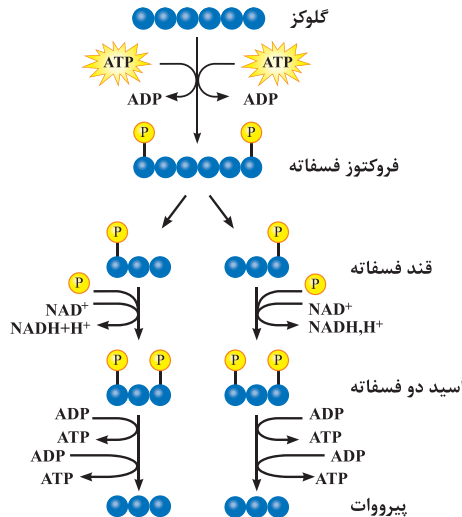 گلوکز
ATP ATP
ADP ADP
P P
فروکتوز فسفاته
P P
قند فسفاته
P P
NAD+ NAD+
NADH+H+ NADH,H+
P P P P
اسید دو فسفاته
ADP ADP
ATP ATP
ADP ADP
ATP ATP
پیرووات